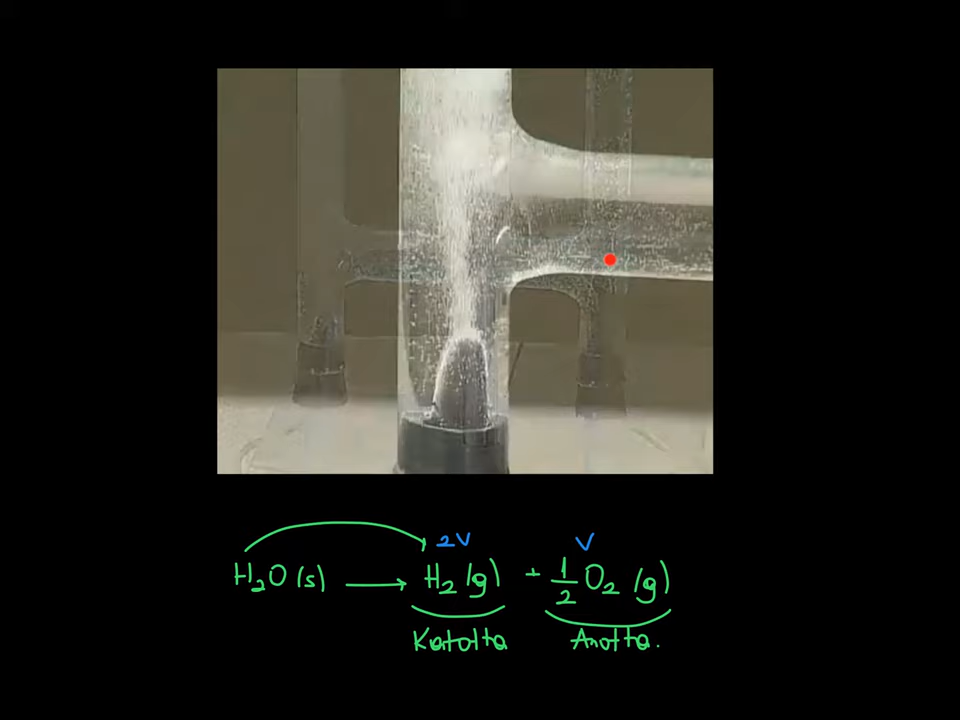 2V V
H₂O (s) → H₂ (g) + 1/2 O₂ (g)
Katotta Anotta.